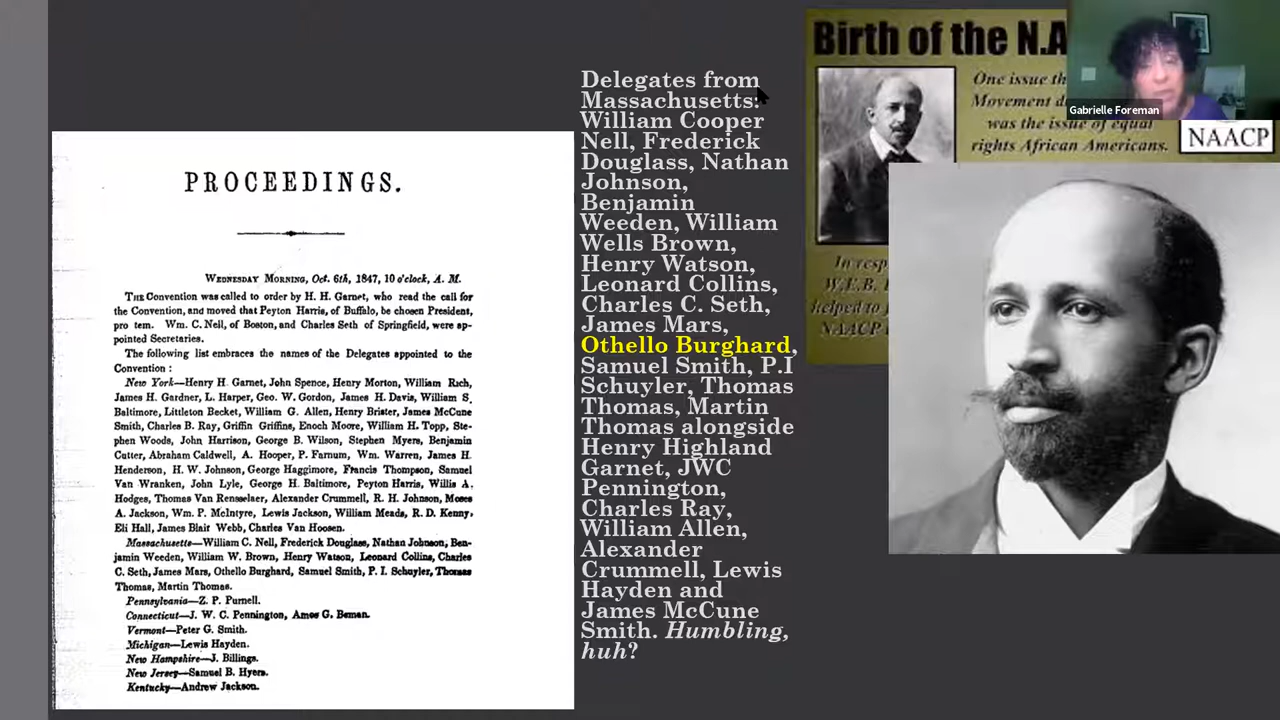 PROCEEDINGS.
WEDNESDAY MORNING, Oct. 6th, 1847, 10 o'clock, A. M.
THE Convention was called to order by H. H. Garnet, who read the call for
the Convention, and moved that Peyton Harris, of Buffalo, be chosen President,
pro tem. Wm. C. Nell, of Boston, and Charles Seth of Springfield, were ap-
pointed Secretaries.
The following list embraces the names of the Delegates appointed to the
Convention :
New York—Henry H. Garnet, John Spence, Henry Morton, William Rich,
James H. Gardner, L. Harper, Geo. W. Gordon, James H. Davis, William S.
Baltimore, Littleton Becket, William G. Allen, Henry Brister, James McCune
Smith, Charles B. Ray, Griffin Griffins, Enoch Moore, William H. Topp, Ste-
phen Woods, John Harrison, George B. Wilson, Stephen Myers, Benjamin
Cutter, Abraham Caldwell, A. Hooper, P. Farnum, Wm. Warren, James H.
Henderson, H. W. Johnson, George Haggimore, Francis Thompson, Samuel
Van Wranken, John Lyle, George H. Baltimore, Peyton Harris, Willis A.
Hodges, Thomas Van Rensselaer, Alexander Crummell, R. H. Johnson, Moses
A. Jackson, Wm. P. McIntyre, Lewis Jackson, William Meads, R. D. Kenny,
Eli Hall, James Blair Webb, Charles Van Hoosen.
Massachusetts—William C. Nell, Frederick Douglass, Nathan Johnson, Ben-
jamin Weeden, William W. Brown, Henry Watson, Leonard Collins, Charles
C. Seth, James Mars, Othello Burghard, Samuel Smith, P. I. Schuyler, Thomas
Thomas, Martin Thomas.
Pennsylvania—Z. P. Purnell.
Connecticut—J. W. C. Pennington, Amos G. Beman.
Vermont—Peter G. Smith.
Michigan—Lewis Hayden.
New Hampshire—J. Billings.
New Jersey—Samuel B. Hyers.
Kentucky—Andrew Jackson.
Delegates from
Massachusetts:
William Cooper
Nell, Frederick
Douglass, Nathan
Johnson,
Benjamin
Weeden, William
Wells Brown,
Henry Watson,
Leonard Collins,
Charles C. Seth,
James Mars,
Othello Burghard,
Samuel Smith, P.I
Schuyler, Thomas
Thomas, Martin
Thomas alongside
Henry Highland
Garnet, JWC
Pennington,
Charles Ray,
William Allen,
Alexander
Crummell, Lewis
Hayden and
James McCune
Smith. Humbling,
huh?
Birth of the N.A
One issue th
Movement d
was the issue of equal
rights African Americans.
NAACP
In resp
W.E.B.
helped to
NAACP
Gabrielle Foreman